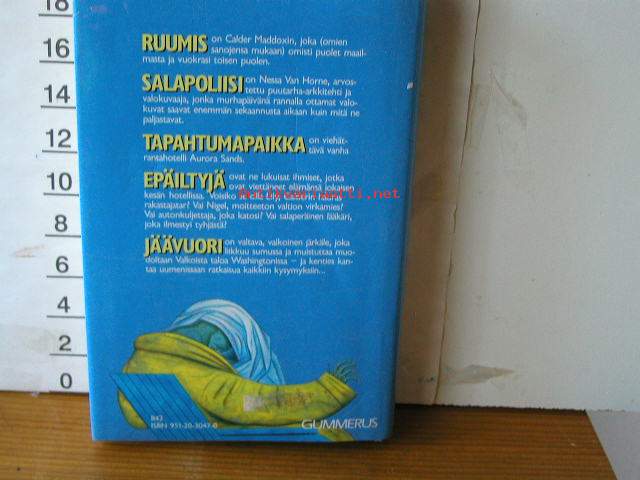 18
16
14
12
10
8
6
4
2
0
RUUMIS on Calder Maddoxin, joka (omien
sanojensa mukaan) omisti puolet maail-
masta ja vuokrasi toisen puolen.
SALAPOLIISI on Nessa Van Horne, arvos-
tettu puutarha-arkkitehti ja
valokuvaaja, jonka murhapäivänä rannalla ottamat valo-
kuvat saavat enemmän sekaannusta aikaan kuin mitä ne
paljastavat.
TAPAHTUMAPAIKKA on viehät-
tävä vanha
rantahotelli Aurora Sands.
EPÄILTYJÄ ovat ne lukuisat ihmiset, jotka
ovat viettäneet elämänsä jokaisen
kesän hotellissa. Voisiko
rakastajatar? Vai Nigel, moitteeton valtion virkamies?
Vai autonkuljettaja, joka katosi? Vai salaperäinen lääkäri,
joka ilmestyi tyhjästä?
JÄÄVUORI on valtava, valkoinen järkäle, joka
liikkuu sumussa ja muistuttaa muo-
doltaan Valkoista taloa Washingtonissa – ja kenties kan-
taa uumenissaan ratkaisua kaikkiin kysymyksiin...
842
ISBN 951-20-3047-0
GUMMERUS